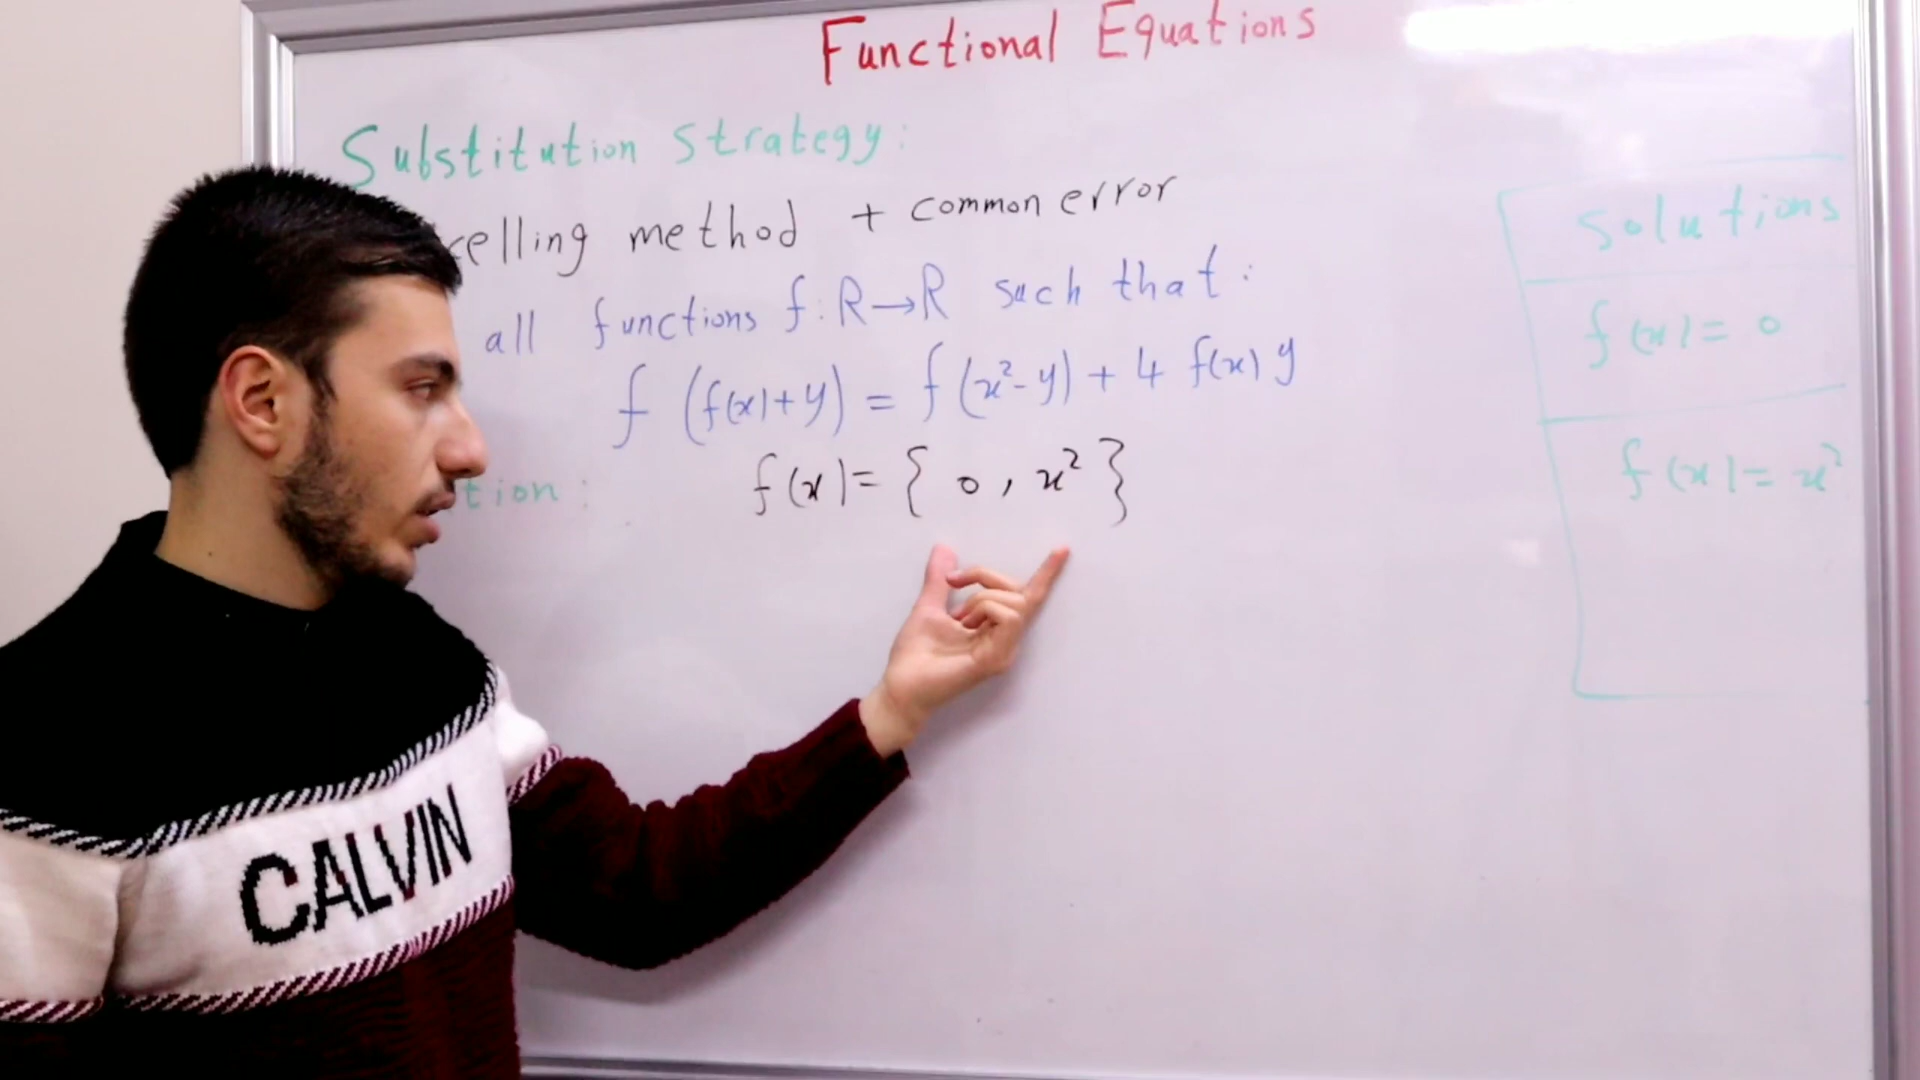 Functional Equations
Substitution strategy:
celling method + common error
all functions f: R→R such that:
f (f(x)+y) = f (x²-y) + 4 f(x) y
tion: f(x)= { 0 , x² }
Solutions
f(x)= 0
f(x)= x²
CALVIN